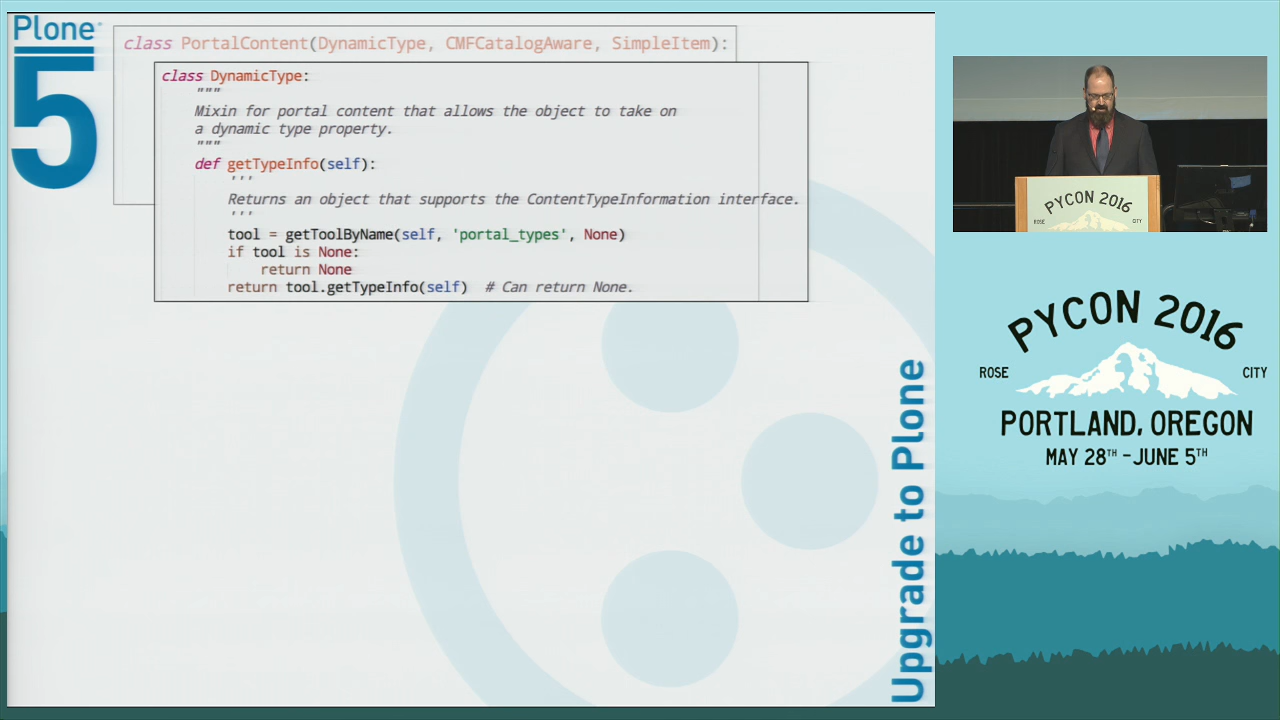 Plone
5
class PortalContent(DynamicType, CMFCatalogAware, SimpleItem):
class DynamicType:
"""
Mixin for portal content that allows the object to take on
a dynamic type property.
"""
def getTypeInfo(self):
'''
Returns an object that supports the ContentTypeInformation interface.
'''
tool = getToolByName(self, 'portal_types', None)
if tool is None:
return None
return tool.getTypeInfo(self)  # Can return None.
Upgrade to Plone
PYCON 2016
ROSE CITY
PYCON 2016
ROSE CITY
PORTLAND, OREGON
MAY 28TH - JUNE 5TH